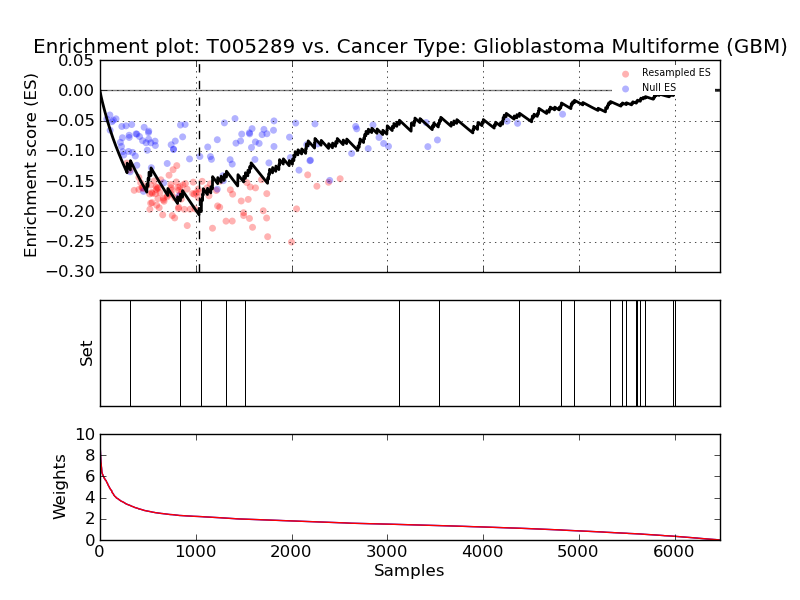 Enrichment plot: T005289 vs. Cancer Type: Glioblastoma Multiforme (GBM)
Enrichment score (ES)
0.05
0.00
−0.05
−0.10
−0.15
−0.20
−0.25
−0.30
Resampled ES
Null ES
Set
Weights
10
8
6
4
2
0
0 1000 2000 3000 4000 5000 6000
Samples